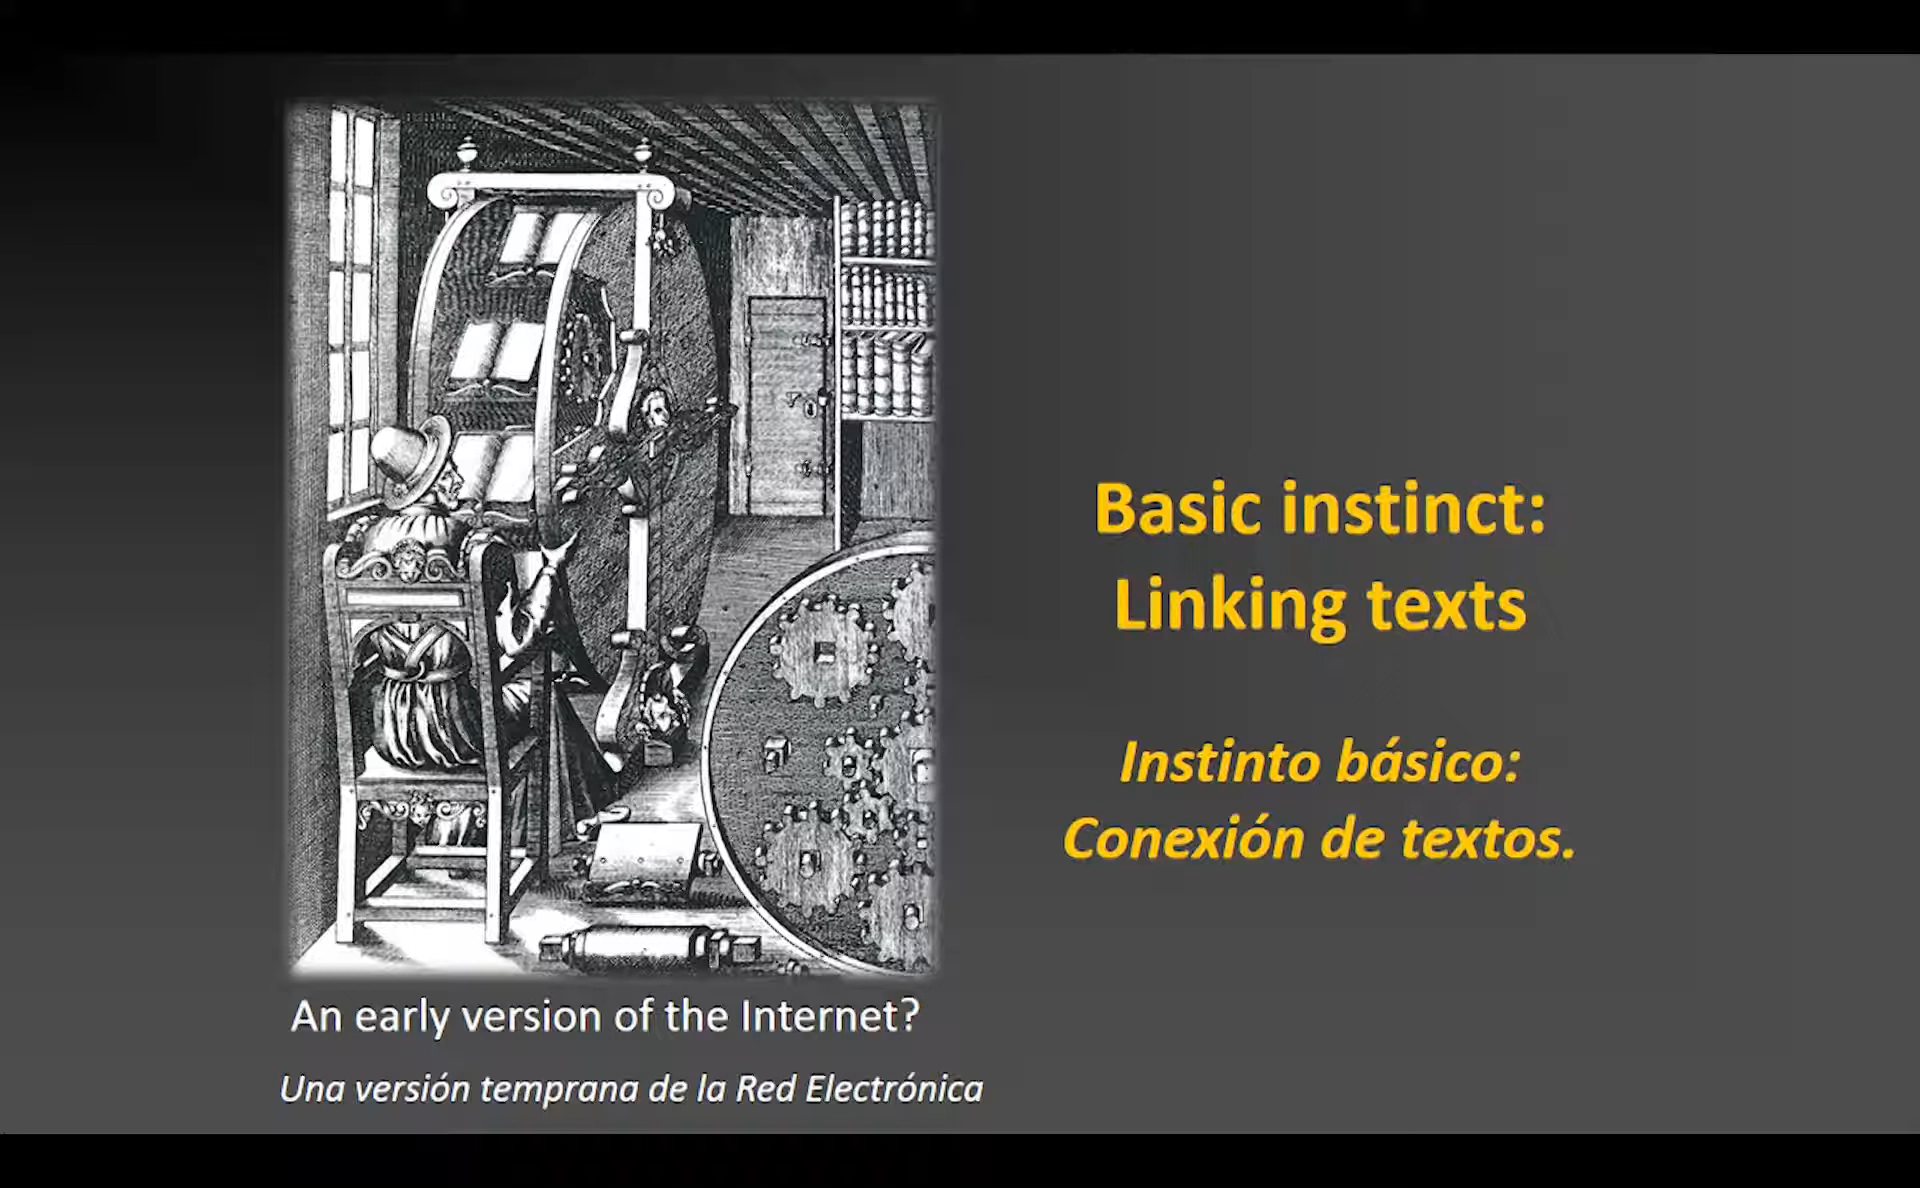 Basic instinct:
Linking texts
Instinto básico:
Conexión de textos.
An early version of the Internet?
Una versión temprana de la Red Electrónica